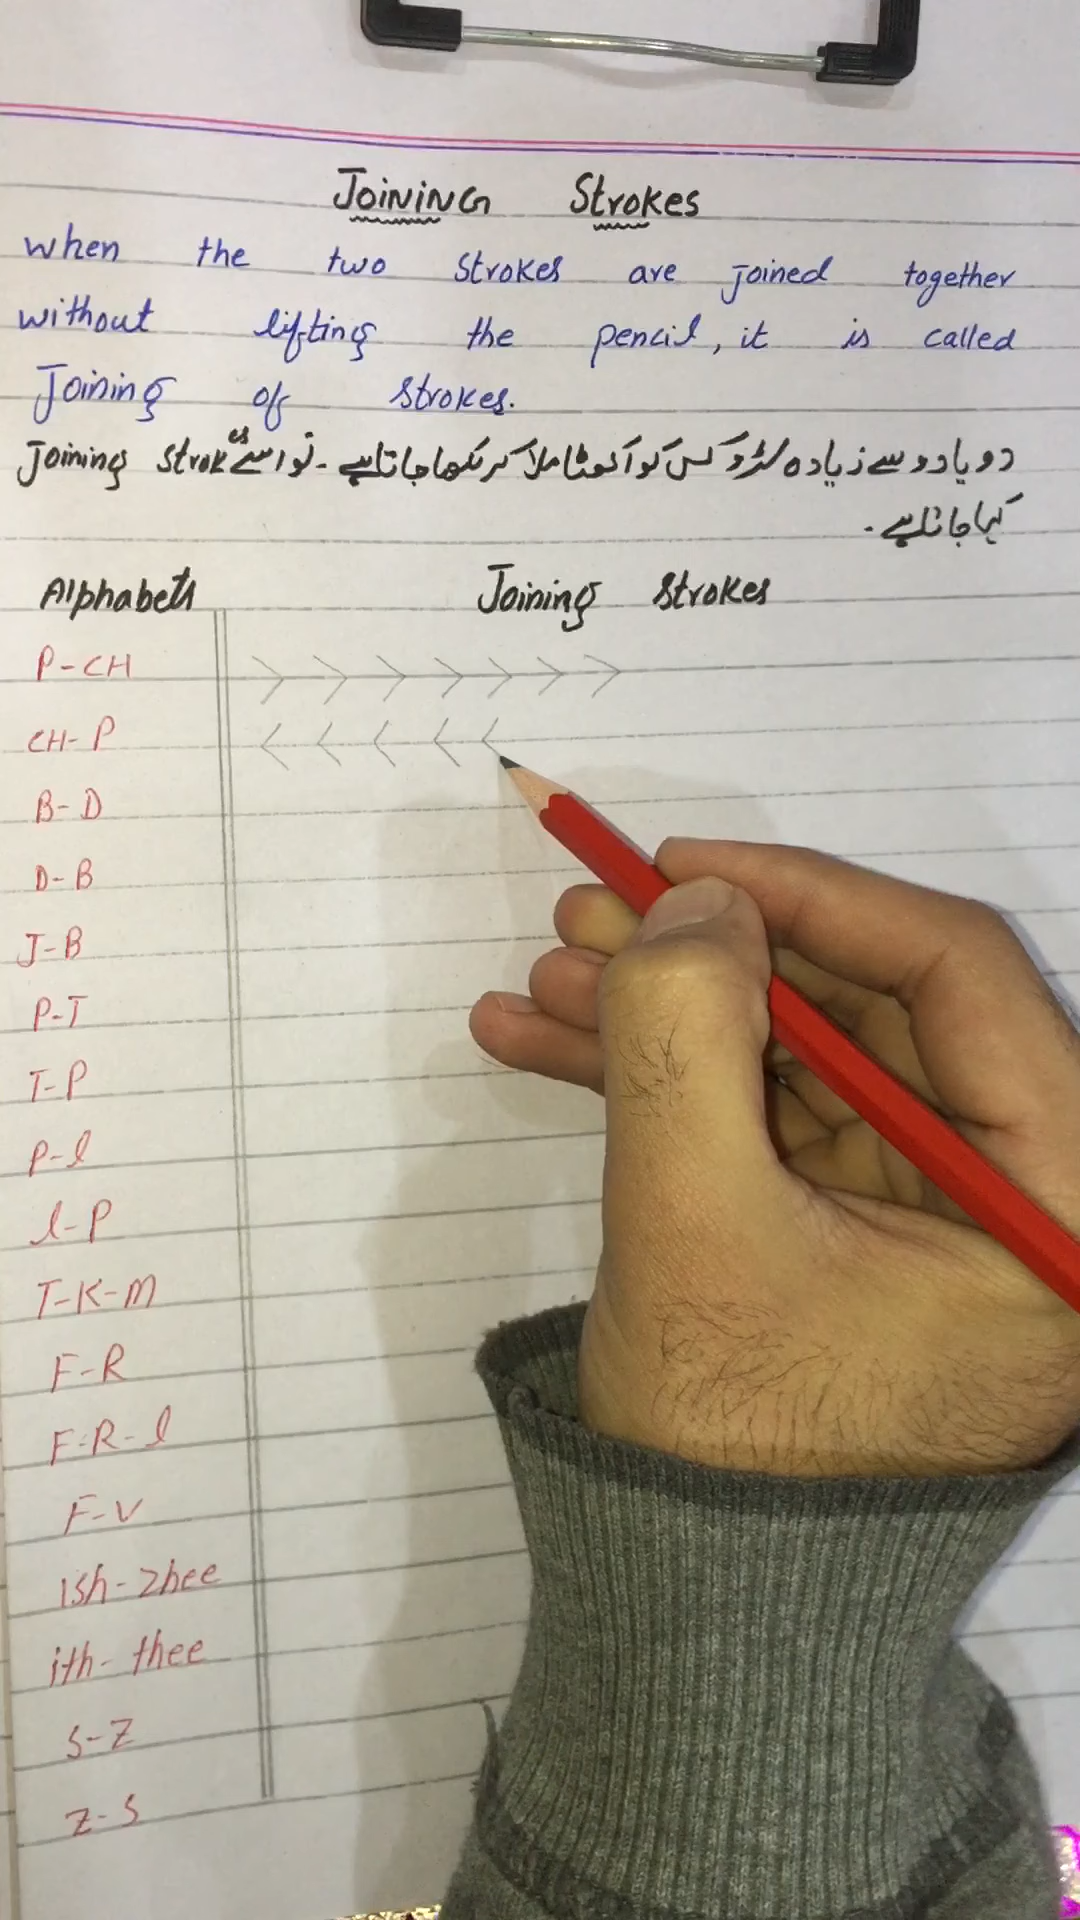 Joining Strokes
When the two strokes are joined together
without lifting the pencil, it is called
Joining of strokes.
دو یا دو سے زیادہ سٹروکس کو اکھٹا ملا کر لکھا جاتا ہے ۔ تو اسے Joining strokes
کہا جاتا ہے ۔
Alphabets Joining strokes
P-CH
CH-P
B-D
D-B
J-B
P-T
T-P
P-l
l-P
T-K-M
F-R
F-R-l
F-V
ish-zhee
ith-thee
S-Z
Z-S